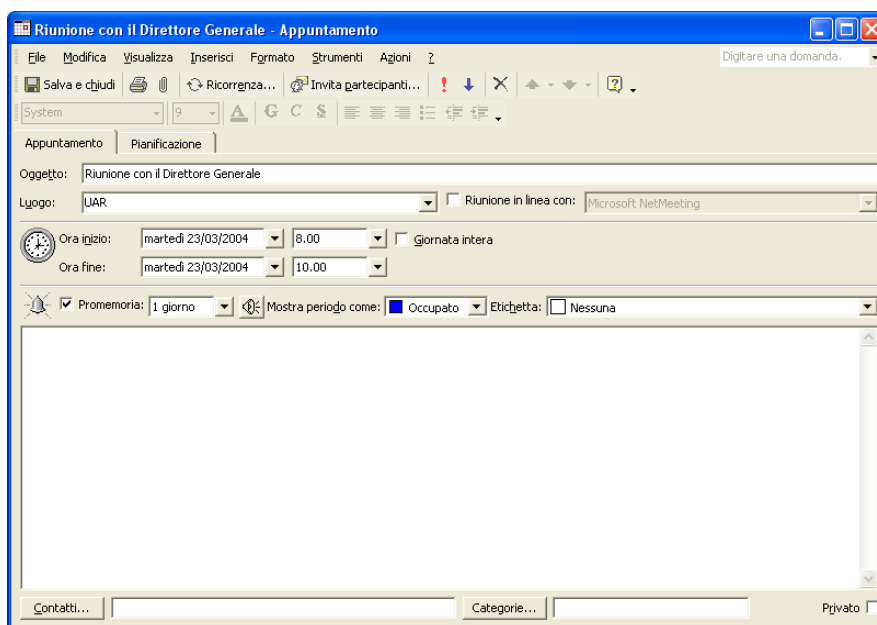 Riunione con il Direttore Generale - Appuntamento
File Modifica Visualizza Inserisci Formato Strumenti Azioni ? Digitare una domanda.
Salva e chiudi Ricorrenza... Invita partecipanti...
System 9 A G C S
Appuntamento Pianificazione
Oggetto: Riunione con il Direttore Generale
Luogo: UAR Riunione in linea con: Microsoft NetMeeting
Ora inizio: martedì 23/03/2004 8.00 Giornata intera
Ora fine: martedì 23/03/2004 10.00
Promemoria: 1 giorno Mostra periodo come: Occupato Etichetta: Nessuna
Contatti... Categorie... Privato